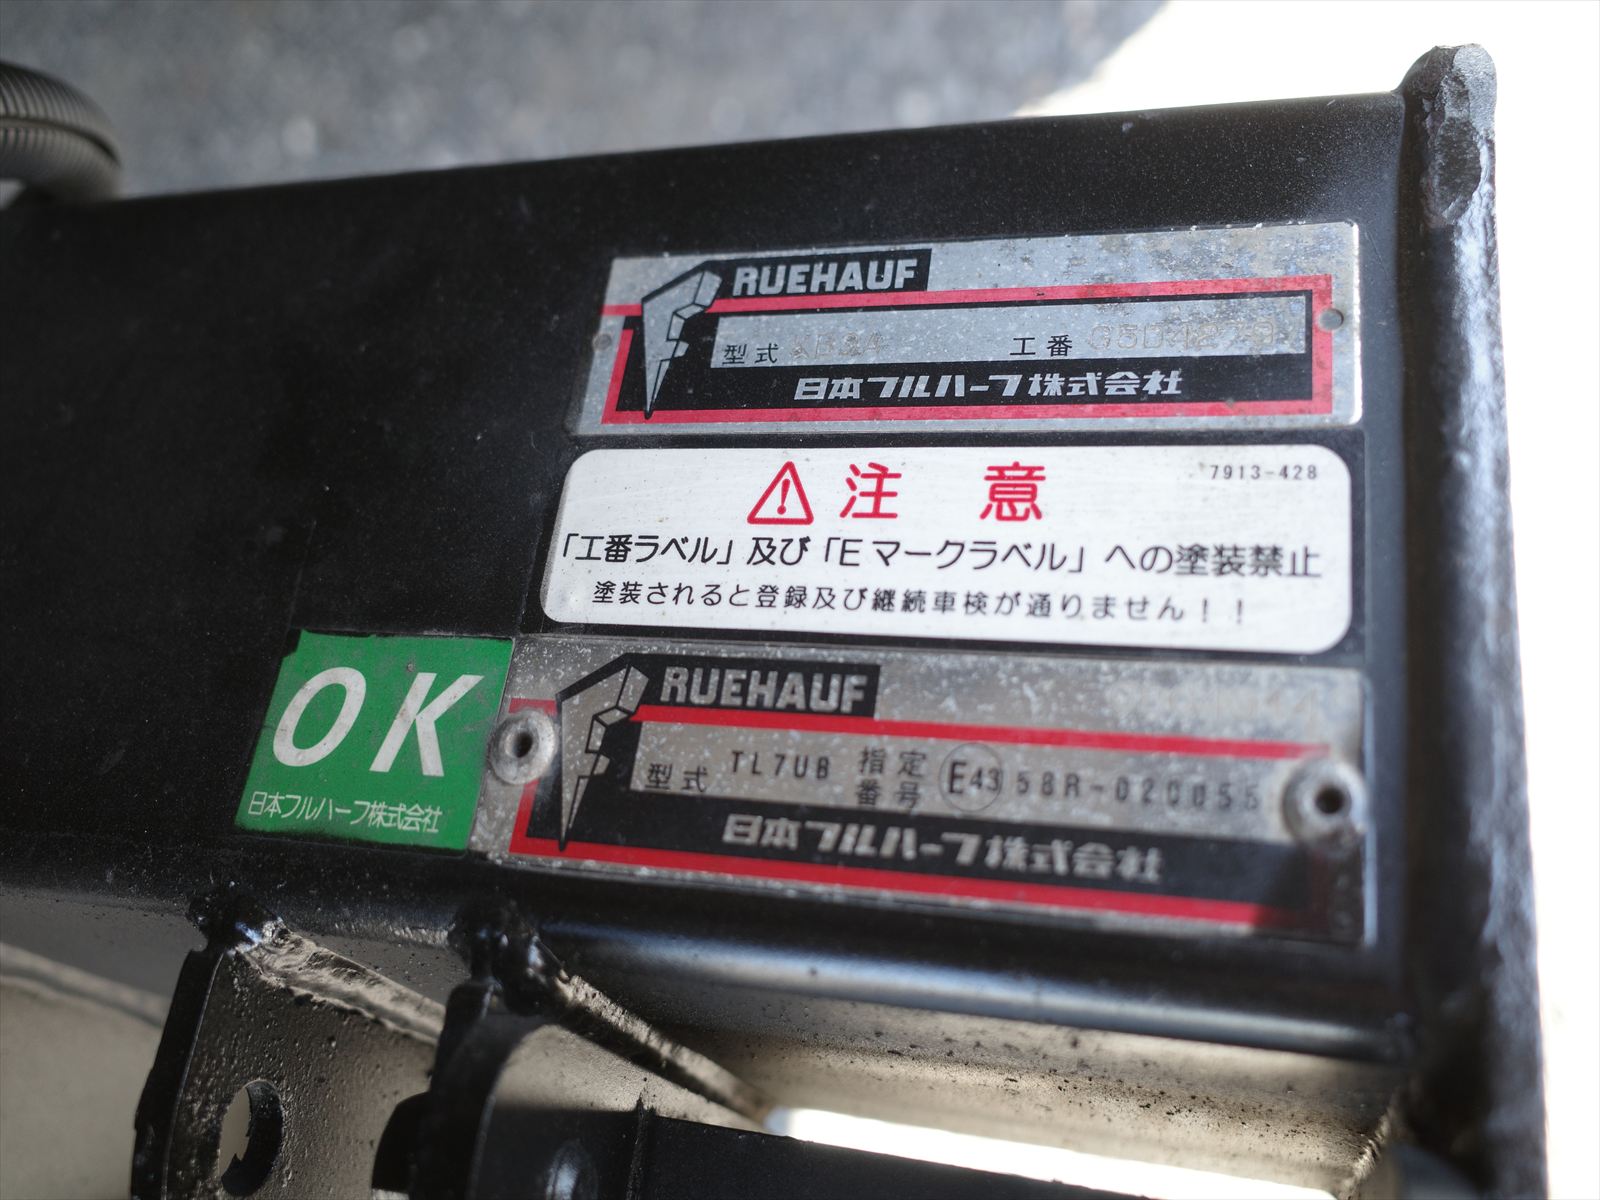 RUEHAUF
型式 工番
日本フルハーフ株式会社
注意 7913-428
「工番ラベル」及び「Eマークラベル」への塗装禁止
塗装されると登録及び継続車検が通りません!!
OK
日本フルハーフ株式会社
RUEHAUF
型式 TL7UB 指定番号 E43 58R-020055
日本フルハーフ株式会社